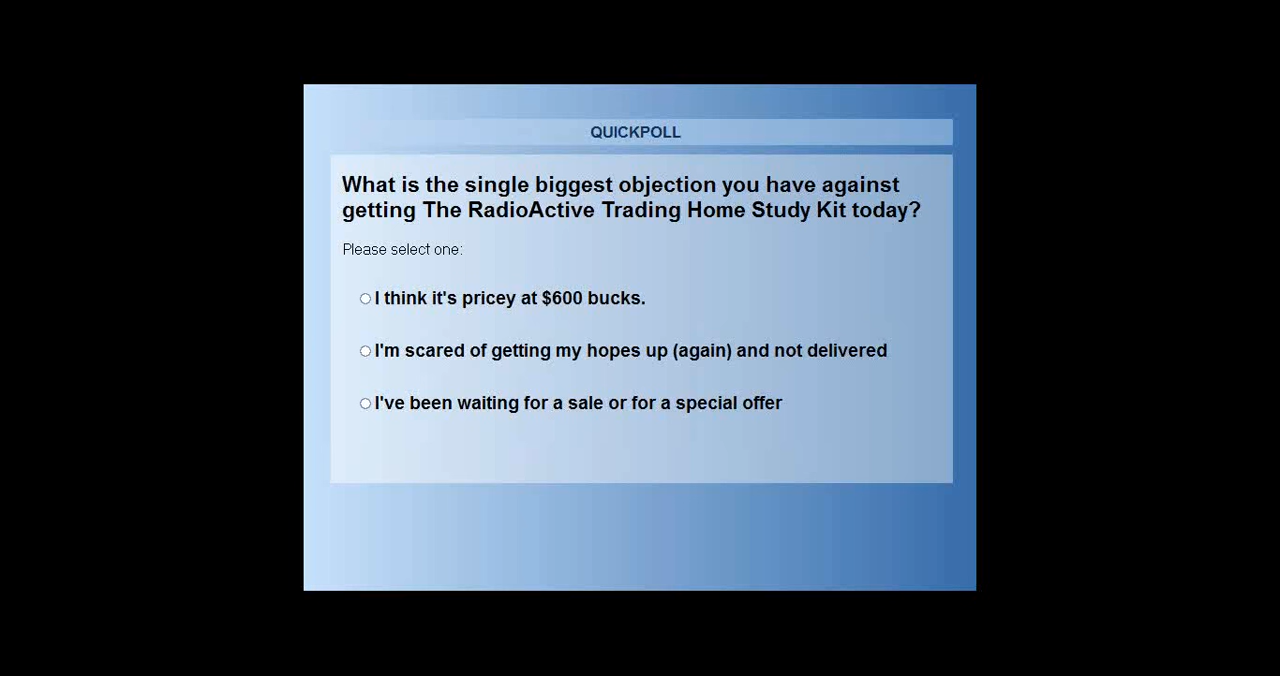 QUICKPOLL
What is the single biggest objection you have against
getting The RadioActive Trading Home Study Kit today?
Please select one:
I think it's pricey at $600 bucks.
I'm scared of getting my hopes up (again) and not delivered
I've been waiting for a sale or for a special offer